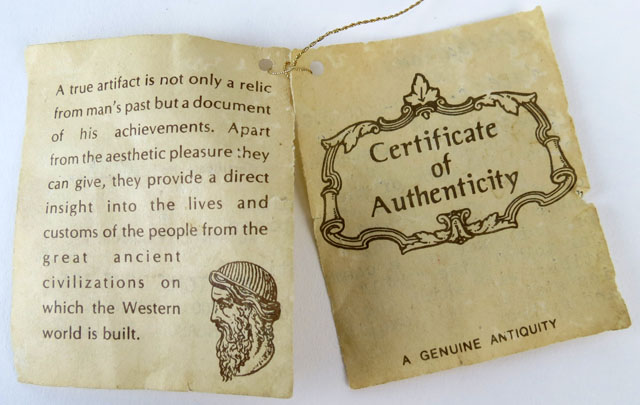 A true artifact is not only a relic
from man's past but a document
of his achievements. Apart
from the aesthetic pleasure :hey
can give, they provide a direct
insight into the lives and
customs of the people from the
great ancient
civilizations on
which the Western
world is built.
Certificate
of
Authenticity
A GENUINE ANTIQUITY